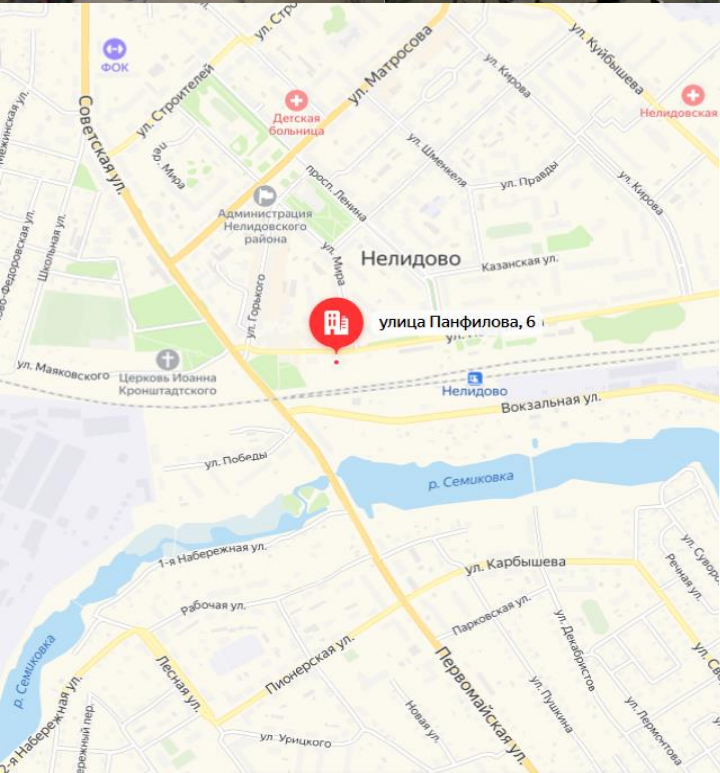 ул. Стро
ул. Матросова
ул. Куйбышева
ФОК
ул. Строителей
ул. Кирова
Советская ул.
Детская
больница
Нелидовская
пер. Мира
ул. Шменкеля
просп. Ленина
ул. Правды
ул. Кирова
Администрация
Нелидовского
района
Школьная ул.
во-Федоровская ул.
ул. Мира
Нелидово
Казанская ул.
ул. Горького
улица Панфилова, 6
ул. Маяковского
Церковь Иоанна
Кронштадтского
Нелидово
Вокзальная ул.
ул. Победы
р. Семиковка
1-я Набережная ул.
ул. Карбышева
Речная ул.
Рабочая ул.
Парковская ул.
ул. Декабристов
Пионерская ул.
р. Семиковка
Лесная ул.
Первомайская ул.
ул. Пушкина
Новая ул.
ул. Лермонтова
2-я Набережная ул.
ул. Урицкого